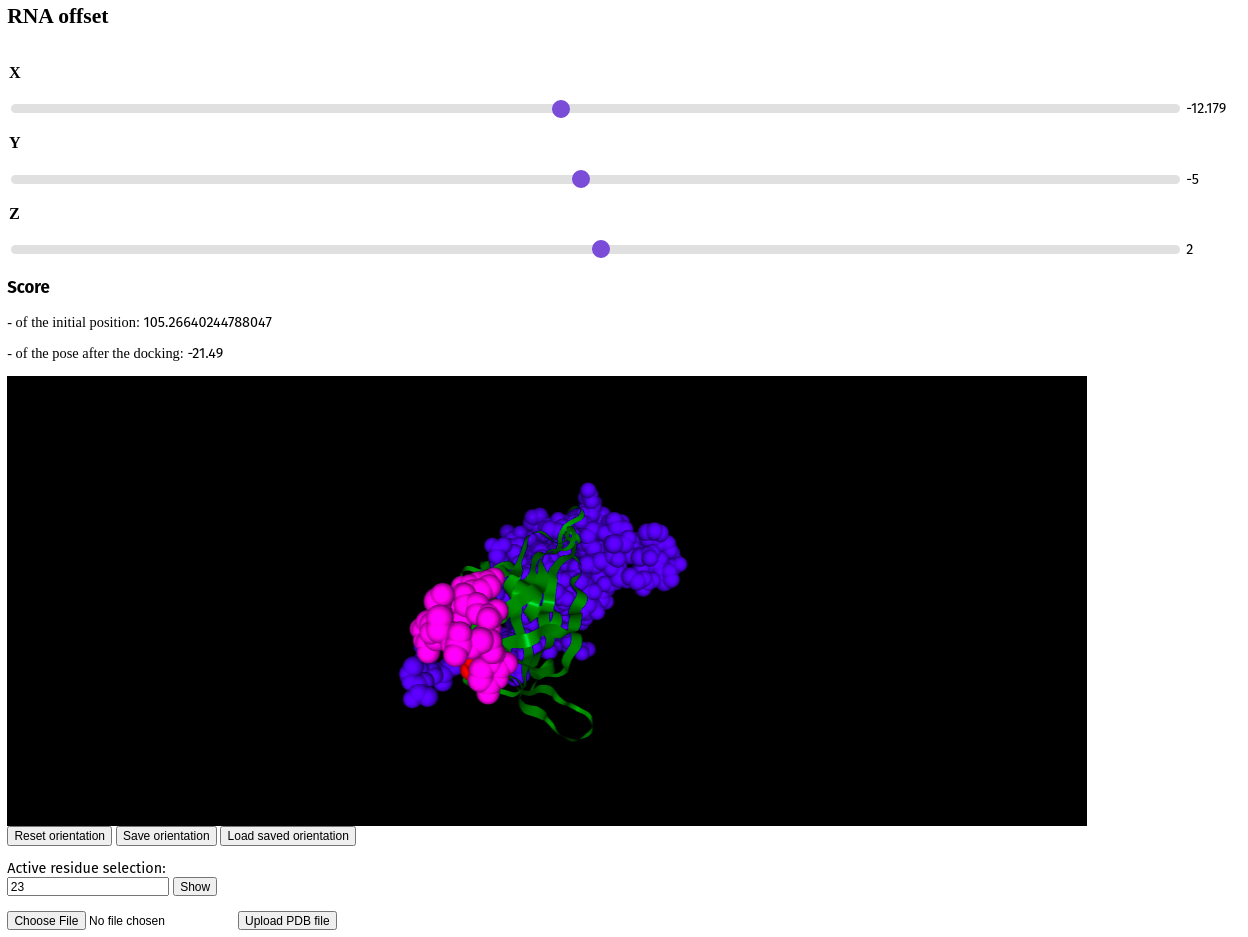 RNA offset
X
-12.179
Y
-5
Z
2
Score
- of the initial position: 105.26640244788047
- of the pose after the docking: -21.49
Reset orientation Save orientation Load saved orientation
Active residue selection:
23 Show
Choose File No file chosen Upload PDB file